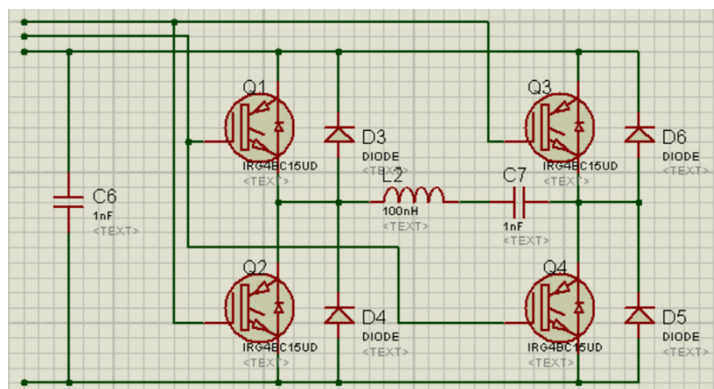 Q1
Q3
D3
DIODE
<TEXT>
D6
DIODE
<TEXT>
IRG4BC15UD
<TEXT>
IRG4BC15UD
<TEXT>
C6
1nF
<TEXT>
L2
100nH
<TEXT>
C7
1nF
<TEXT>
Q2
Q4
D4
DIODE
<TEXT>
D5
DIODE
<TEXT>
IRG4BC15UD
<TEXT>
IRG4BC15UD
<TEXT>